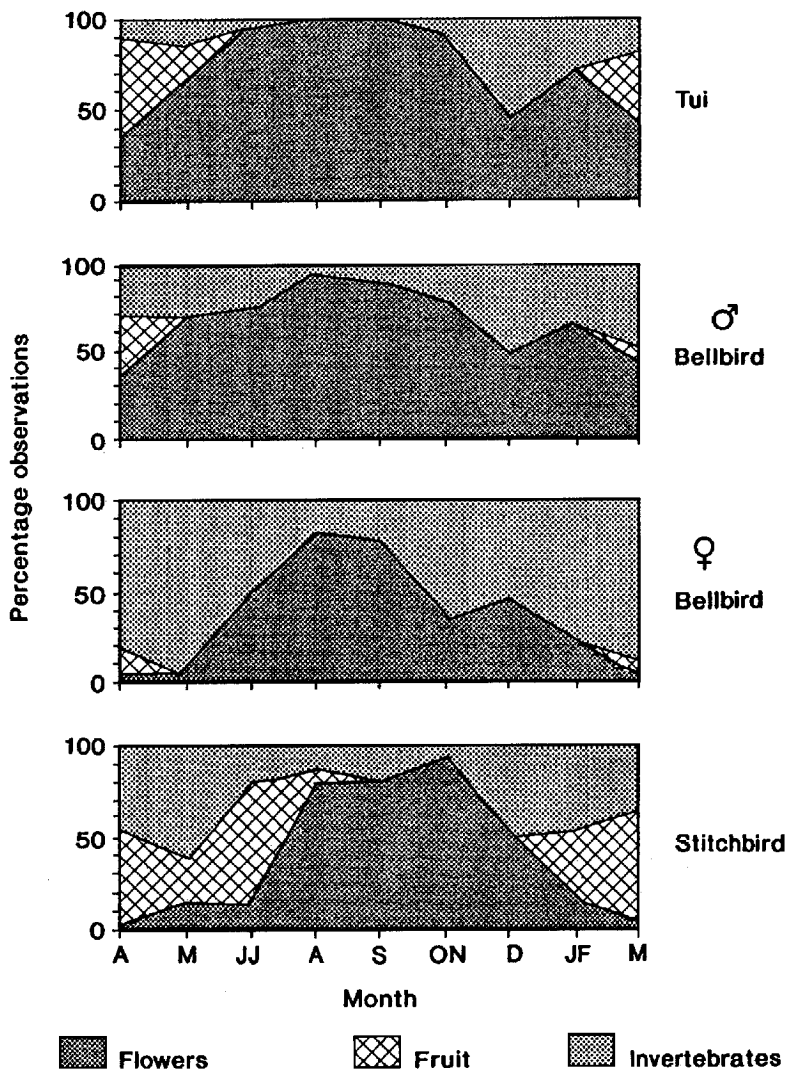 100
50
0
Tui
100
50
0
♂
Bellbird
Percentage observations
100
50
0
♀
Bellbird
100
50
0
Stitchbird
A M JJ A S ON D JF M
Month
Flowers Fruit Invertebrates